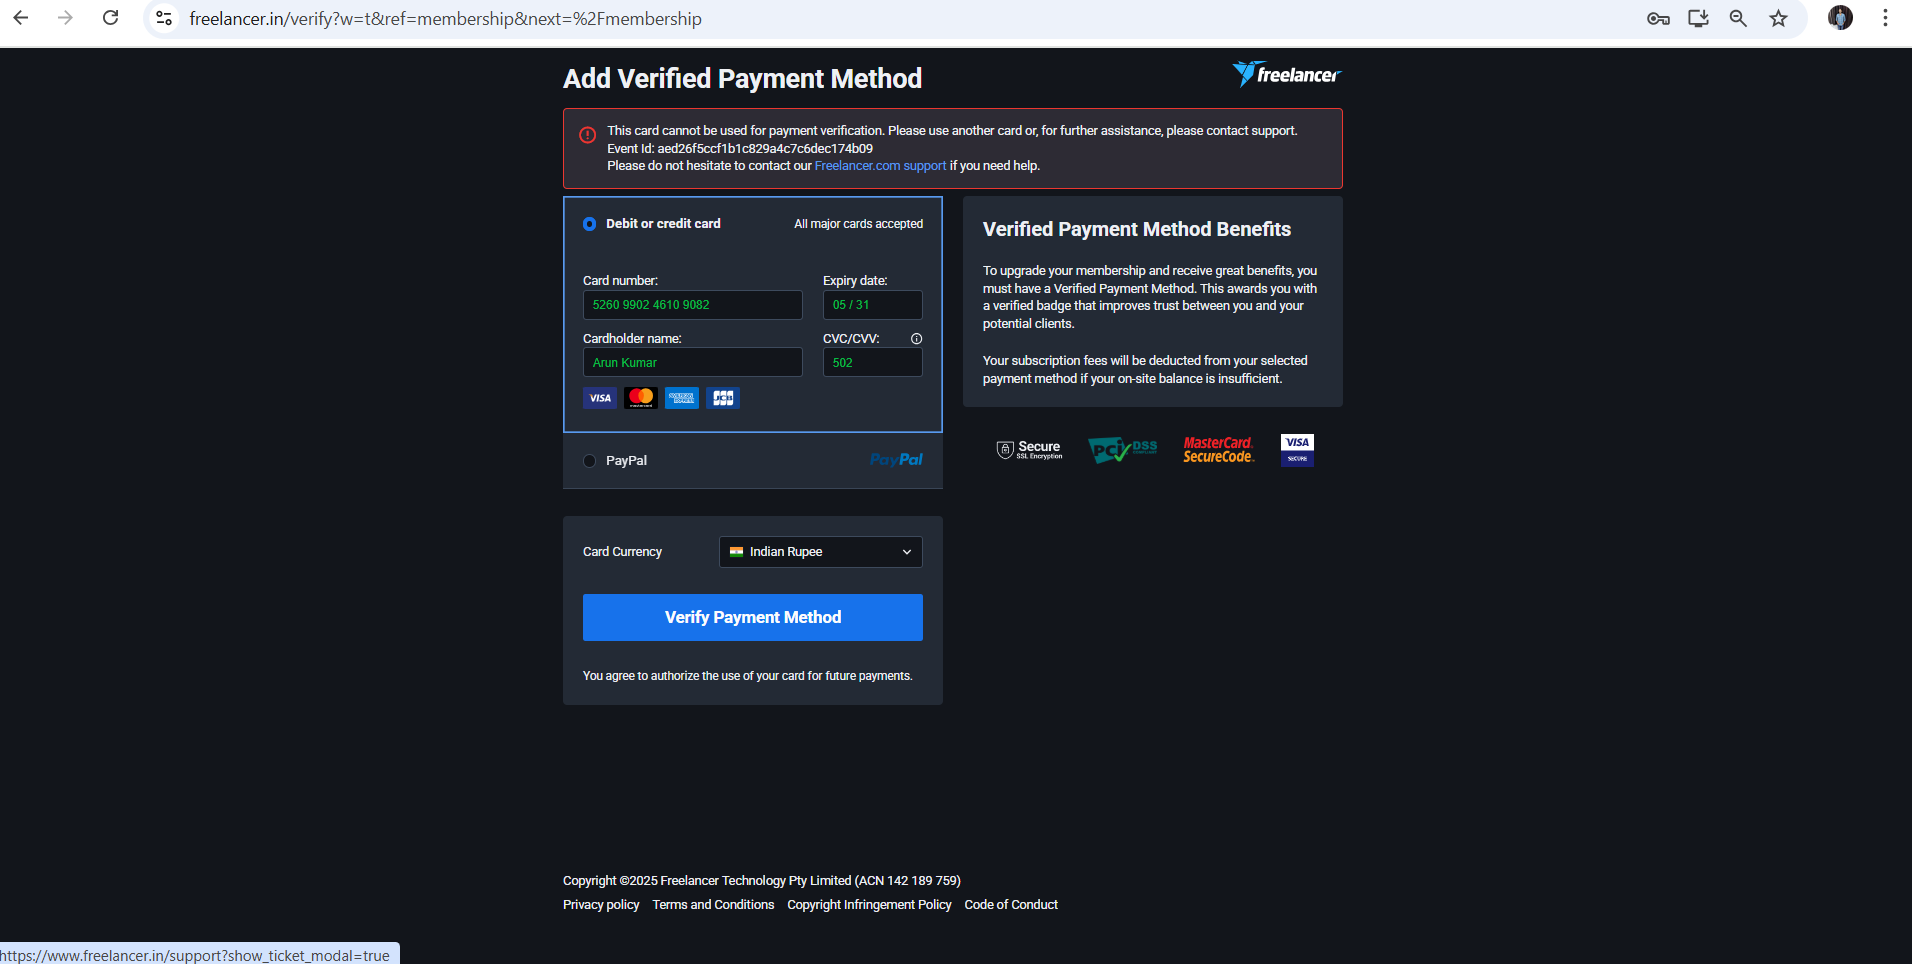 freelancer.in/verify?w=t&ref=membership&next=%2Fmembership
Add Verified Payment Method
freelancer
This card cannot be used for payment verification. Please use another card or, for further assistance, please contact support.
Event Id: aed26f5ccf1b1c829a4c7c6dec174b09
Please do not hesitate to contact our Freelancer.com support if you need help.
Debit or credit card
All major cards accepted
Card number:
Expiry date:
5260 9902 4610 9082
05 / 31
Cardholder name:
CVC/CVV:
Arun Kumar
502
VISA
mastercard
AMERICAN EXPRESS
JCB
PayPal
PayPal
Verified Payment Method Benefits
To upgrade your membership and receive great benefits, you
must have a Verified Payment Method. This awards you with
a verified badge that improves trust between you and your
potential clients.
Your subscription fees will be deducted from your selected
payment method if your on-site balance is insufficient.
Secure
SSL Encryption
PCI DSS
COMPLIANT
MasterCard.
SecureCode.
VISA
SECURE
Card Currency
Indian Rupee
Verify Payment Method
You agree to authorize the use of your card for future payments.
Copyright ©2025 Freelancer Technology Pty Limited (ACN 142 189 759)
Privacy policy Terms and Conditions Copyright Infringement Policy Code of Conduct
https://www.freelancer.in/support?show_ticket_modal=true